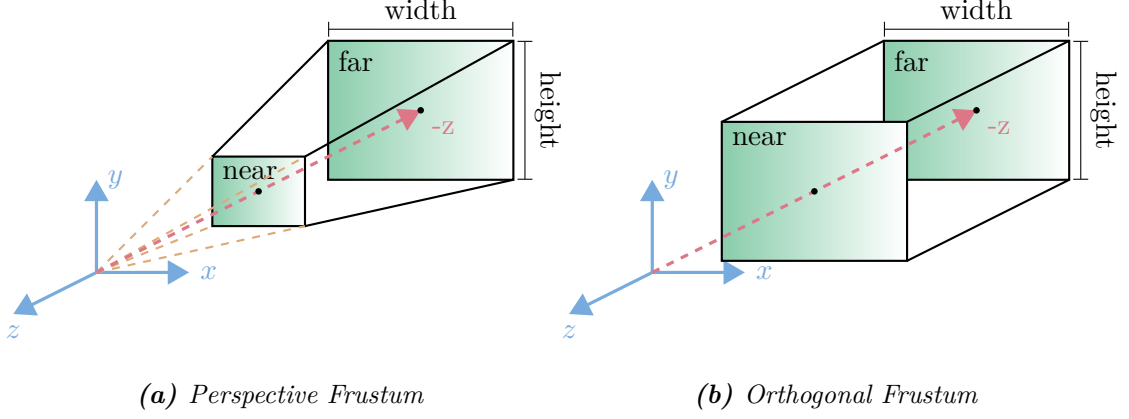 width
far
height
-z
near
y
x
z
(a) Perspective Frustum
width
far
height
-z
near
y
x
z
(b) Orthogonal Frustum